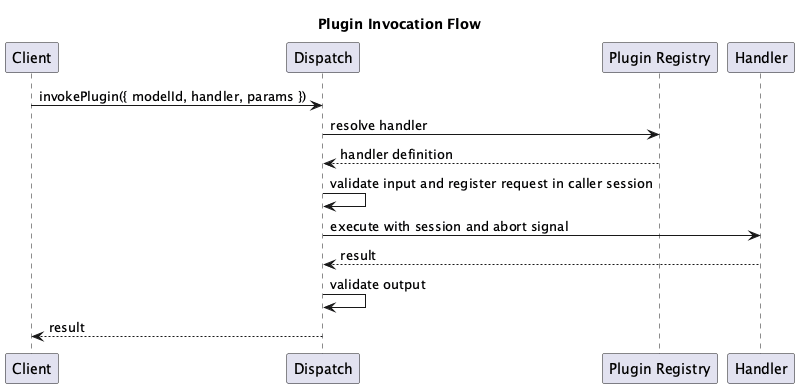 Plugin Invocation Flow
Client
Dispatch
Plugin Registry
Handler
invokePlugin({ modelId, handler, params })
resolve handler
handler definition
validate input and register request in caller session
execute with session and abort signal
result
validate output
result
Client
Dispatch
Plugin Registry
Handler